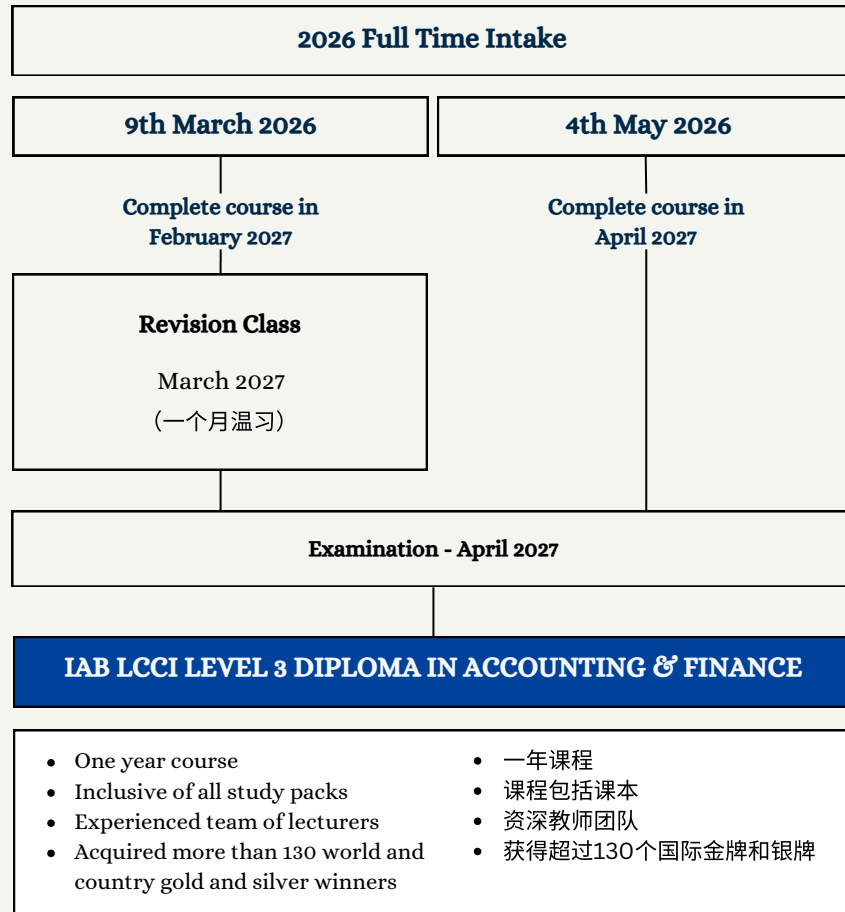 2026 Full Time Intake
9th March 2026
4th May 2026
Complete course in
February 2027
Complete course in
April 2027
Revision Class
March 2027
（一个月温习）
Examination - April 2027
IAB LCCI LEVEL 3 DIPLOMA IN ACCOUNTING & FINANCE
• One year course
• Inclusive of all study packs
• Experienced team of lecturers
• Acquired more than 130 world and
country gold and silver winners
• 一年课程
• 课程包括课本
• 资深教师团队
• 获得超过130个国际金牌和银牌